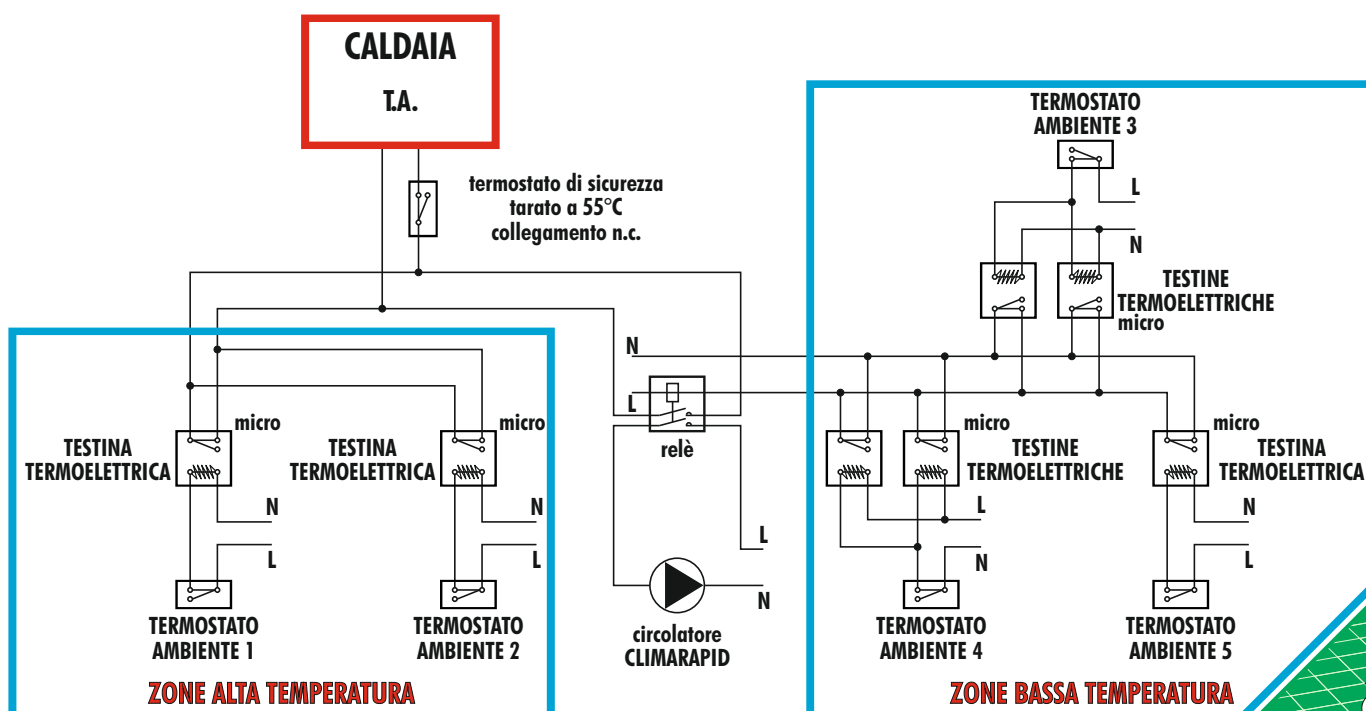 CALDAIA
T.A.
termostato di sicurezza
tarato a 55°C
collegamento n.c.
TERMOSTATO
AMBIENTE 3
L
N
TESTINE
TERMOELETTRICHE
micro
N
L
relè
micro
TESTINA
TERMOELETTRICA
N
L
TERMOSTATO
AMBIENTE 1
micro
TESTINA
TERMOELETTRICA
N
L
TERMOSTATO
AMBIENTE 2
ZONE ALTA TEMPERATURA
L
N
circolatore
CLIMARAPID
micro
TESTINE
TERMOELETTRICHE
L
N
TERMOSTATO
AMBIENTE 4
micro
TESTINA
TERMOELETTRICA
N
L
TERMOSTATO
AMBIENTE 5
ZONE BASSA TEMPERATURA